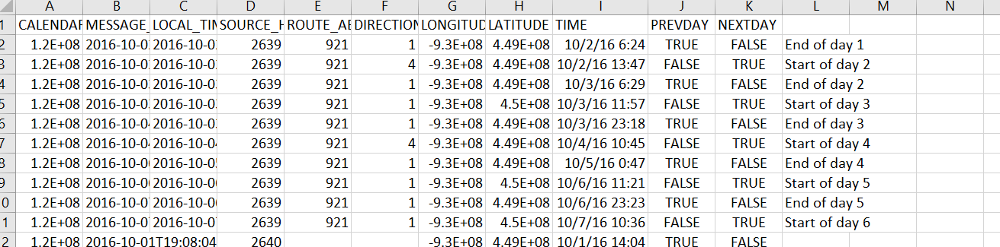 A B C D E F G H I J K L M N
1 CALENDAR MESSAGE_ LOCAL_TIM SOURCE_H ROUTE_AB DIRECTION LONGITUD LATITUDE TIME PREVDAY NEXTDAY
2 1.2E+08 2016-10-0 2016-10-0 2639 921 1 -9.3E+08 4.49E+08 10/2/16 6:24 TRUE FALSE End of day 1
3 1.2E+08 2016-10-0 2016-10-0 2639 921 4 -9.3E+08 4.49E+08 10/2/16 13:47 FALSE TRUE Start of day 2
4 1.2E+08 2016-10-0 2016-10-0 2639 921 1 -9.3E+08 4.49E+08 10/3/16 6:29 TRUE FALSE End of day 2
5 1.2E+08 2016-10-0 2016-10-0 2639 921 1 -9.3E+08 4.5E+08 10/3/16 11:57 FALSE TRUE Start of day 3
6 1.2E+08 2016-10-04 2016-10-0 2639 921 1 -9.3E+08 4.49E+08 10/3/16 23:18 TRUE FALSE End of day 3
7 1.2E+08 2016-10-04 2016-10-04 2639 921 4 -9.3E+08 4.49E+08 10/4/16 10:45 FALSE TRUE Start of day 4
8 1.2E+08 2016-10-0 2016-10-0 2639 921 1 -9.3E+08 4.49E+08 10/5/16 0:47 TRUE FALSE End of day 4
9 1.2E+08 2016-10-0 2016-10-0 2639 921 1 -9.3E+08 4.5E+08 10/6/16 11:21 FALSE TRUE Start of day 5
0 1.2E+08 2016-10-0 2016-10-0 2639 921 1 -9.3E+08 4.49E+08 10/6/16 23:23 TRUE FALSE End of day 5
1 1.2E+08 2016-10-0 2016-10-0 2639 921 1 -9.3E+08 4.5E+08 10/7/16 10:36 FALSE TRUE Start of day 6
2 1.2E+08 2016-10-01T19:08:04 2640 -9.3E+08 4.49E+08 10/1/16 14:04 TRUE FALSE